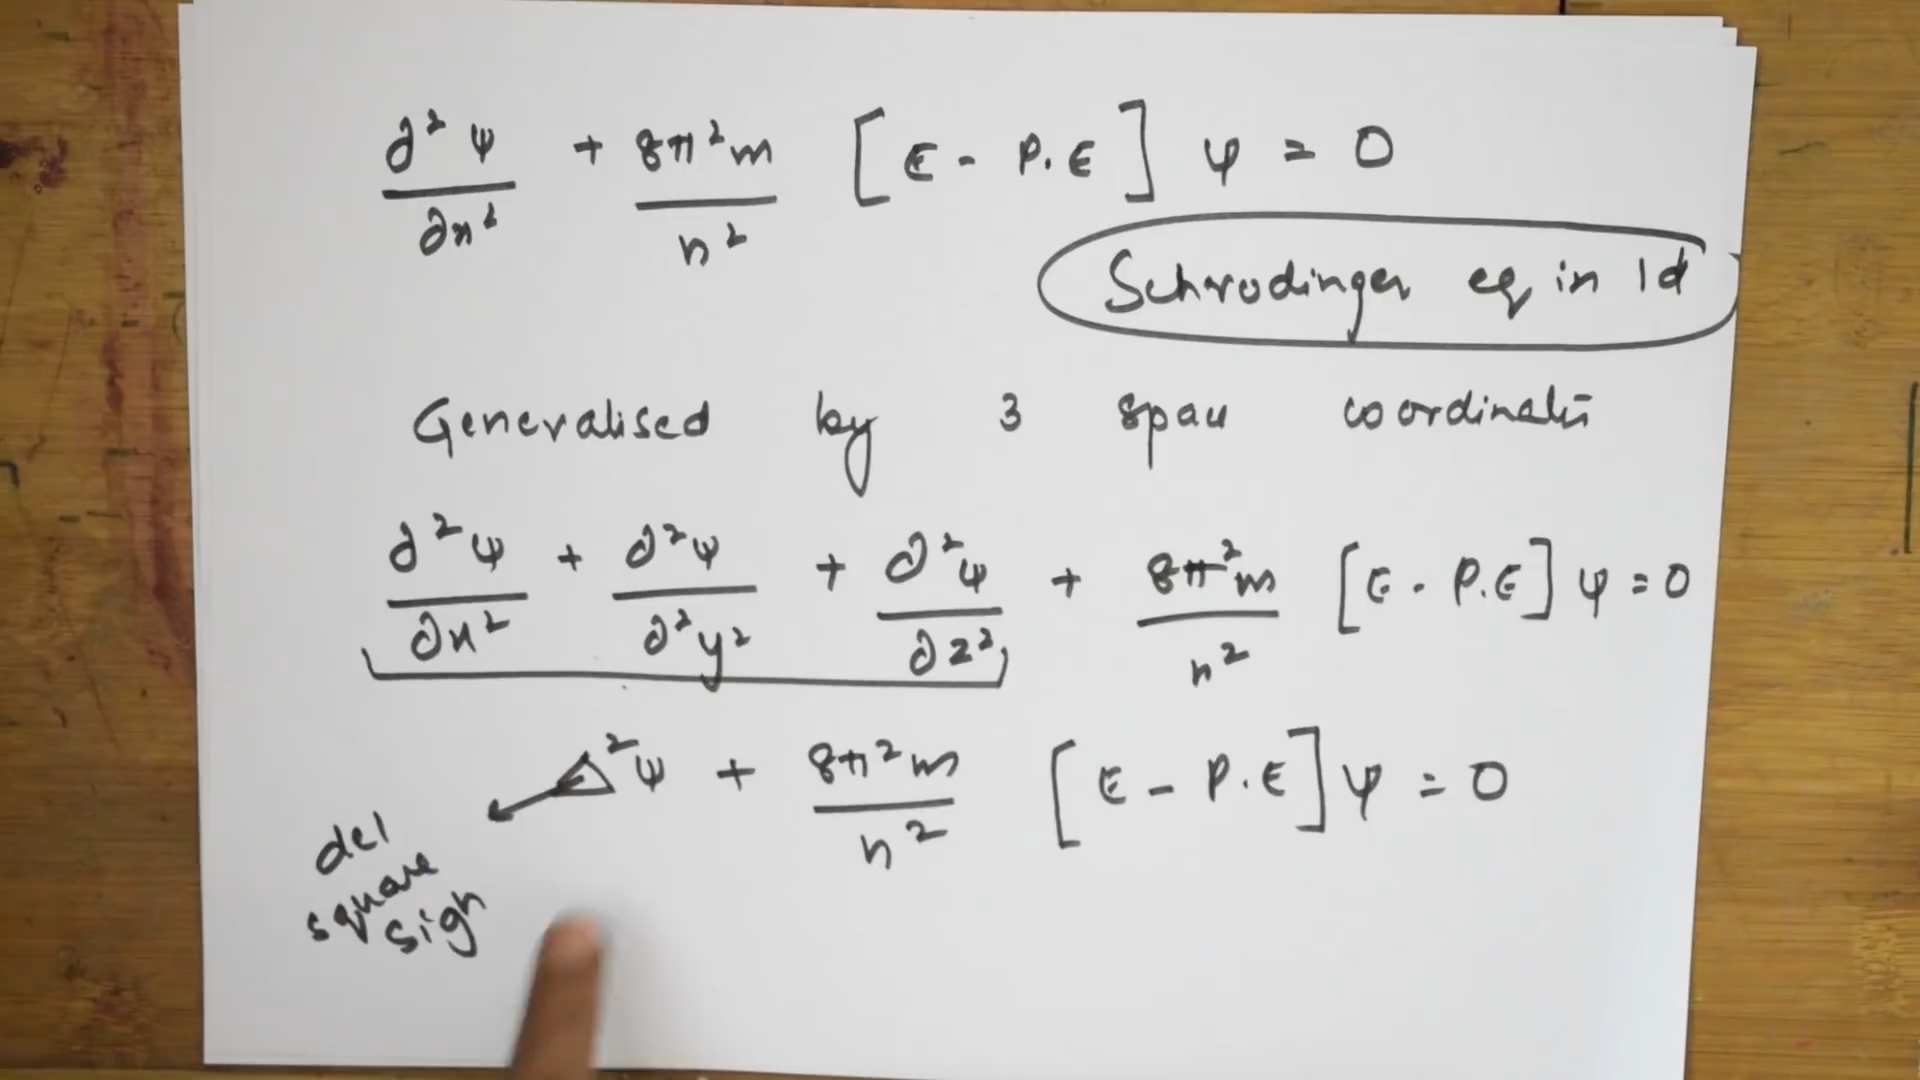 ∂²ψ/∂x² + 8π²m/h² [E - P.E] ψ = 0
Schrodinger eq in 1d
Generalised by 3 space coordinates
∂²ψ/∂x² + ∂²ψ/∂²y² + ∂²ψ/∂z² + 8π²m/h² [E - P.E] ψ = 0
△²ψ + 8π²m/h² [E - P.E] ψ = 0
del
square
sign